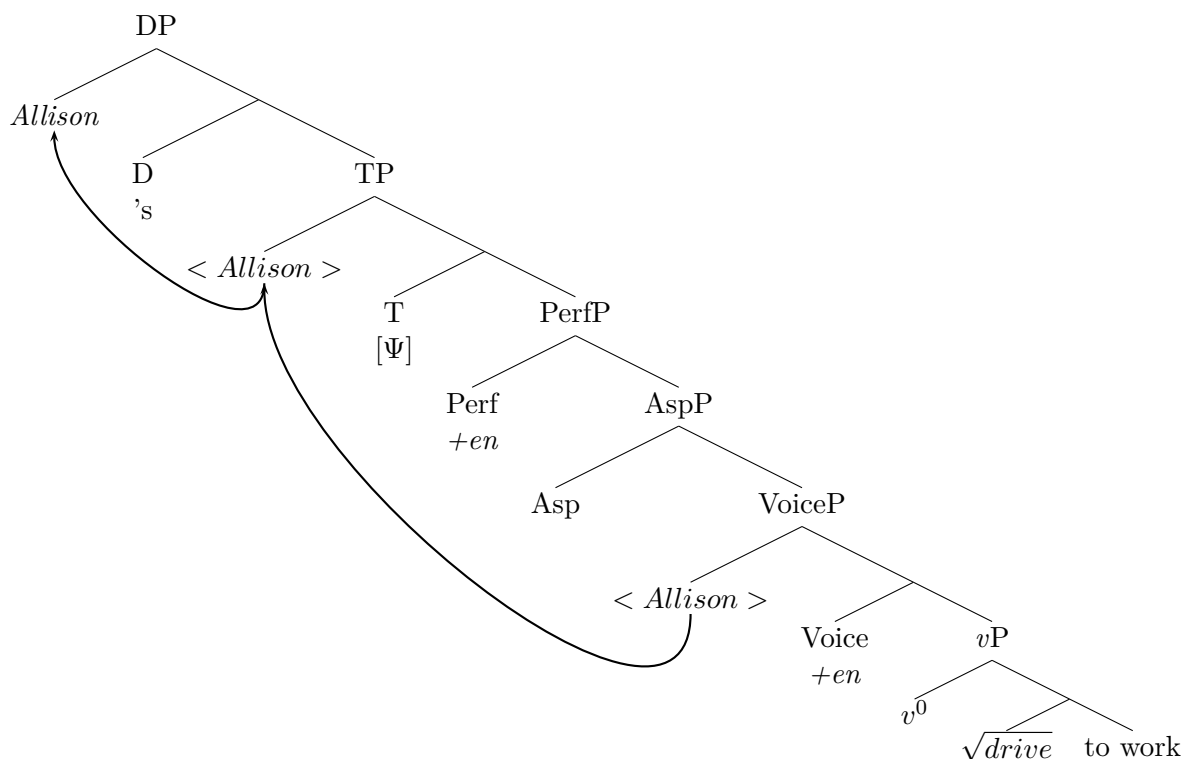 DP
Allison
D
TP
's
< Allison >
T
PerfP
[Ψ]
Perf
AspP
+en
Asp
VoiceP
< Allison >
Voice
vP
+en
v⁰
√drive
to work